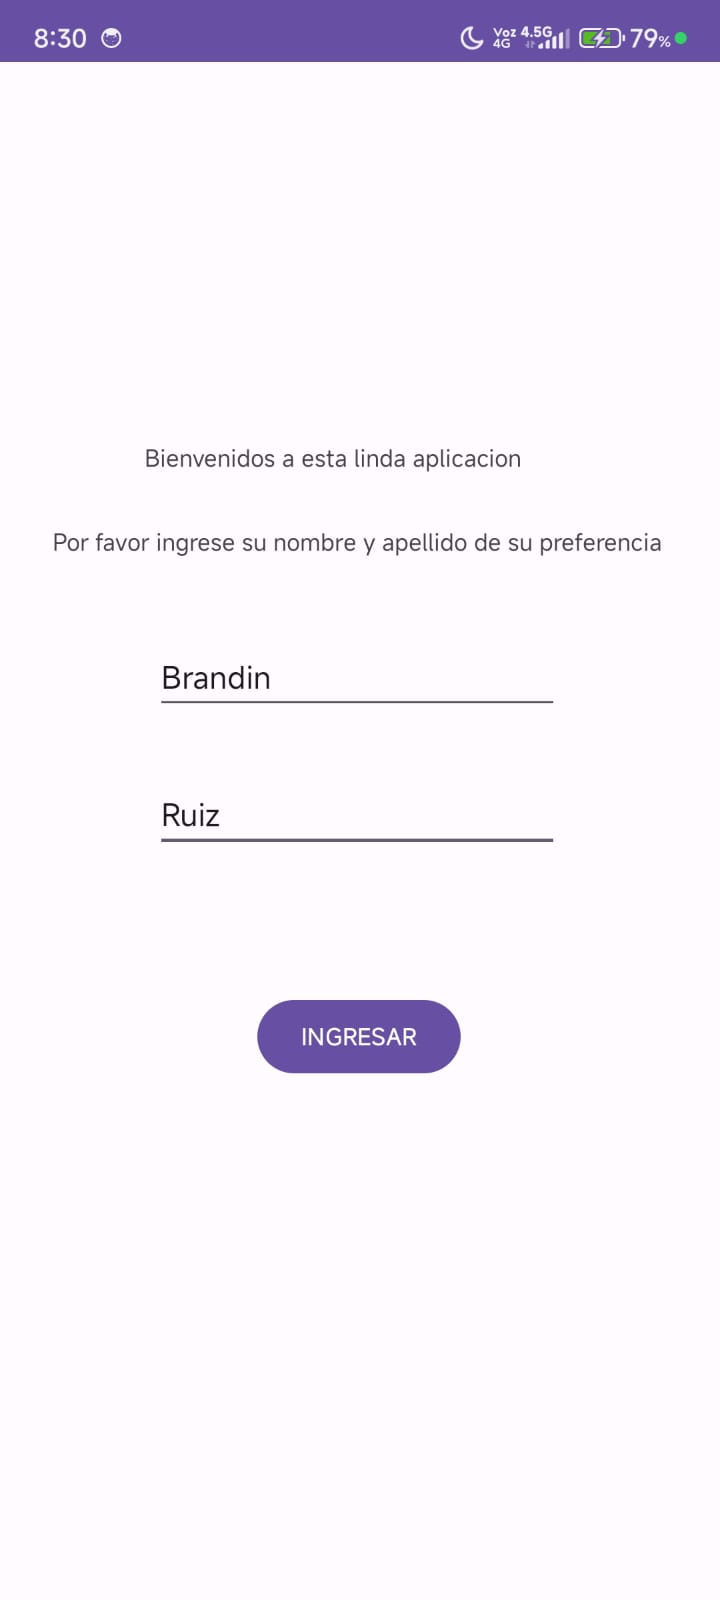 8:30 Voz 4G 4.5G 79%
Bienvenidos a esta linda aplicacion
Por favor ingrese su nombre y apellido de su preferencia
Brandin
Ruiz
INGRESAR